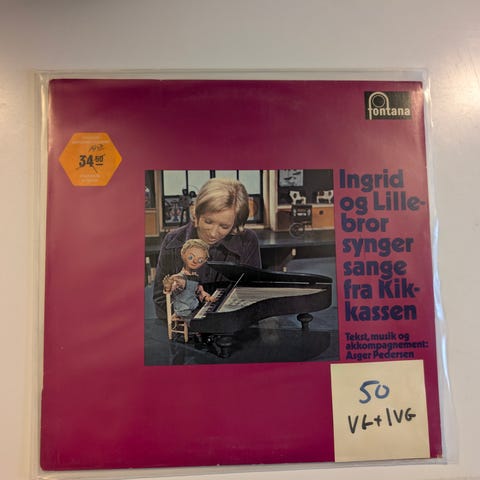 fontana
34.50
Ingrid
og Lille-
bror
synger
sange
fra Kik-
kassen
Tekst, musik og
akkompagnement:
Asger Pedersen
50
VG+/VG